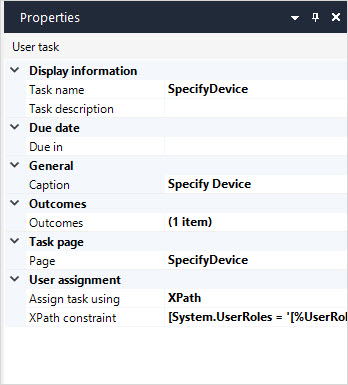 Properties
User task
Display information
Task name SpecifyDevice
Task description
Due date
Due in
General
Caption Specify Device
Outcomes
Outcomes (1 item)
Task page
Page SpecifyDevice
User assignment
Assign task using XPath
XPath constraint [System.UserRoles = '[%UserRol